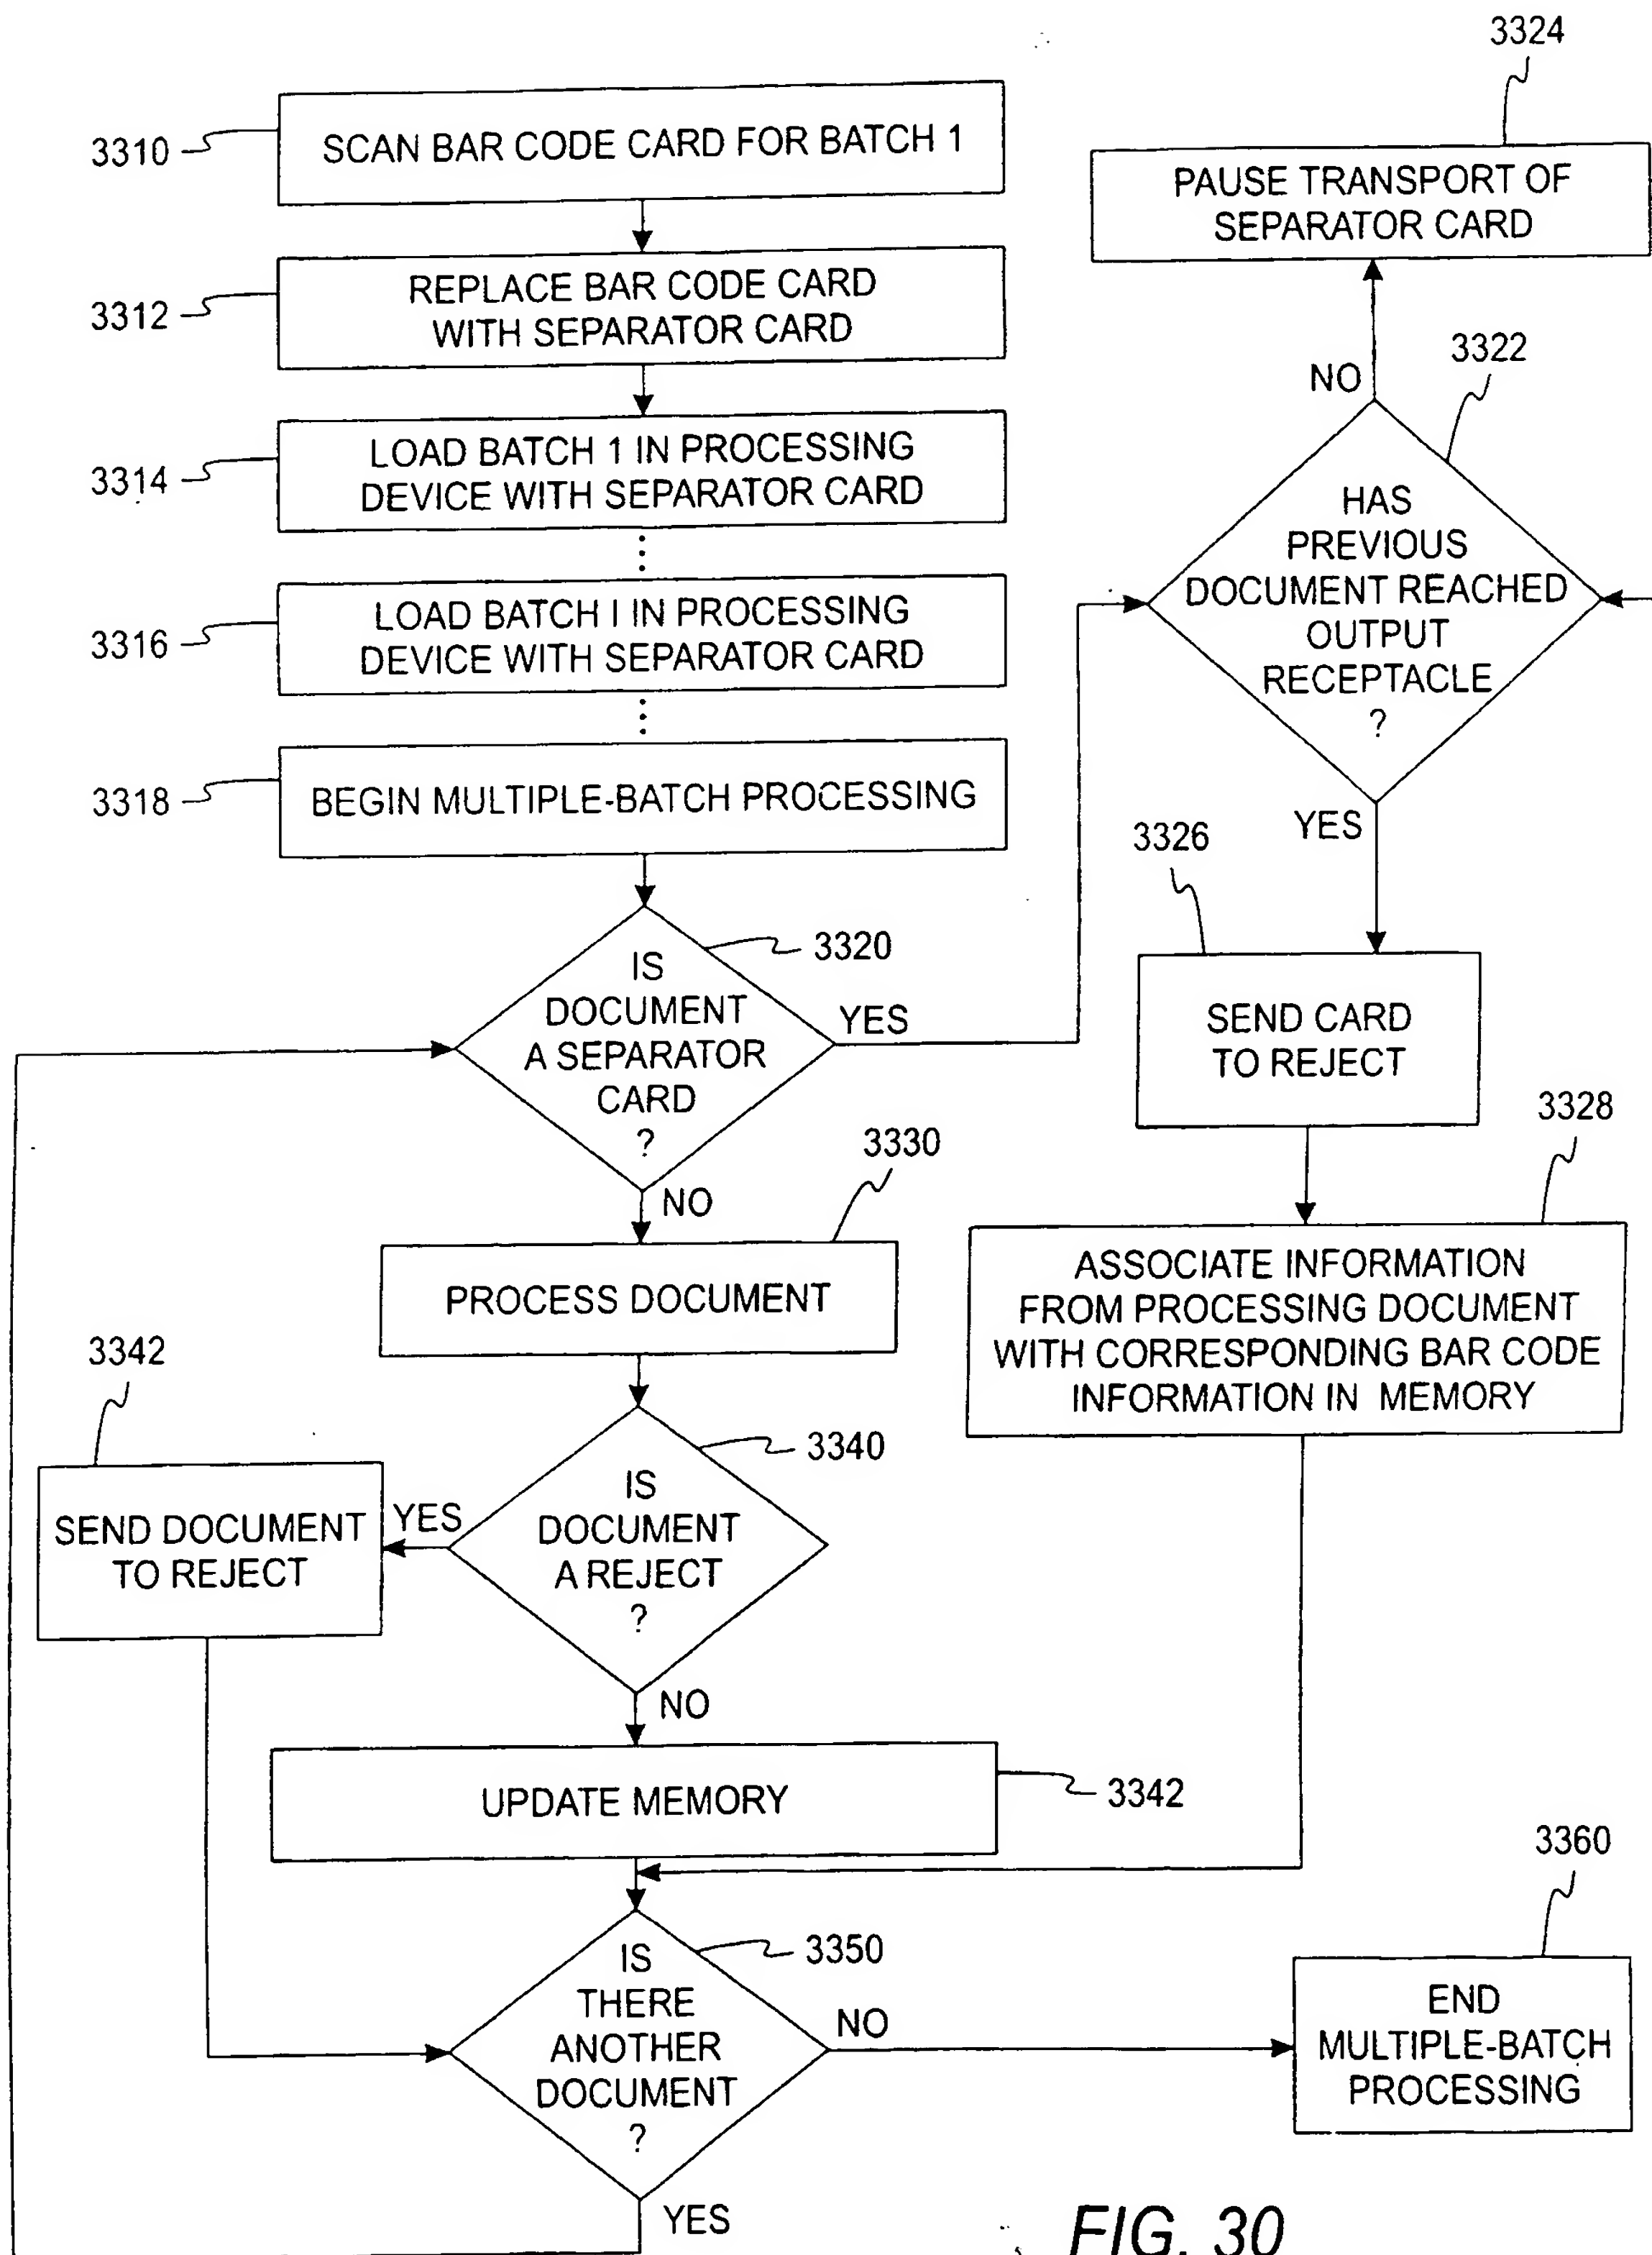 3310
SCAN BAR CODE CARD FOR BATCH 1
3312
REPLACE BAR CODE CARD
WITH SEPARATOR CARD
3314
LOAD BATCH 1 IN PROCESSING
DEVICE WITH SEPARATOR CARD
3316
LOAD BATCH I IN PROCESSING
DEVICE WITH SEPARATOR CARD
3318
BEGIN MULTIPLE-BATCH PROCESSING
3320
IS
DOCUMENT
A SEPARATOR
CARD
?
YES
NO
3324
PAUSE TRANSPORT OF
SEPARATOR CARD
NO
3322
HAS
PREVIOUS
DOCUMENT REACHED
OUTPUT
RECEPTACLE
?
YES
3326
SEND CARD
TO REJECT
3328
ASSOCIATE INFORMATION
FROM PROCESSING DOCUMENT
WITH CORRESPONDING BAR CODE
INFORMATION IN MEMORY
3330
PROCESS DOCUMENT
3340
IS
DOCUMENT
A REJECT
?
YES
3342
SEND DOCUMENT
TO REJECT
NO
UPDATE MEMORY
3342
3350
IS
THERE
ANOTHER
DOCUMENT
?
NO
3360
END
MULTIPLE-BATCH
PROCESSING
YES
FIG. 30